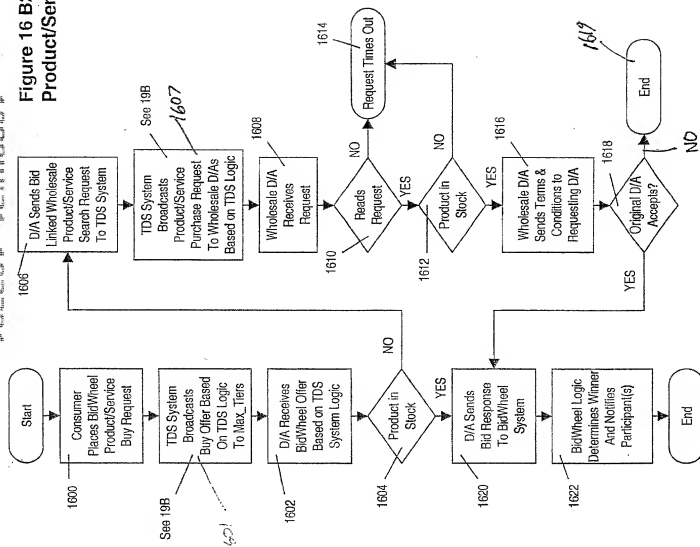 Figure 16 B
Product/Ser
Start
Consumer
Places BidWheel
Product/Service
Buy Request
1600
TDS System
Broadcasts
Buy Offer Based
On TDS Logic
To Max_Tiers
See 19B
D/A Receives
BidWheel Offer
Based on TDS
System Logic
1602
Product in
Stock
1604
NO
YES
D/A Sends Bid
Linked Wholesale
Product/Service
Search Request
To TDS System
1606
TDS System
Broadcasts
Product/Service
Purchase Request
To Wholesale D/As
Based on TDS Logic
See 19B
1607
Wholesale D/A
Receives
Request
1608
Reads
Request
1610
NO
YES
Request Times Out
1614
Product in
Stock
1612
NO
YES
Wholesale D/A
Sends Terms &
Conditions to
Requesting D/A
1616
Original D/A
Accepts?
1618
NO
YES
End
1619
D/A Sends
Bid Response
To BidWheel
System
1620
BidWheel Logic
Determines Winner
And Notifies
Participant(s)
1622
End